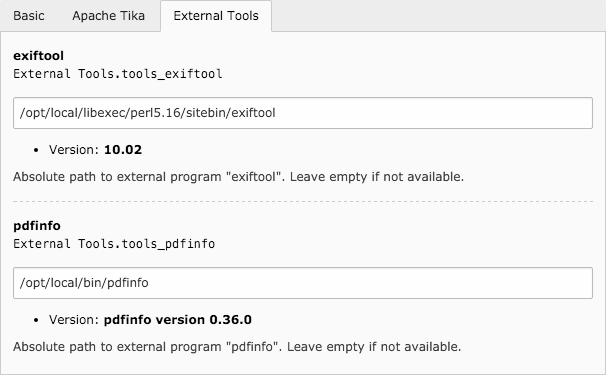 Basic Apache Tika External Tools
exiftool
External Tools.tools_exiftool
/opt/local/libexec/perl5.16/sitebin/exiftool
• Version: 10.02
Absolute path to external program "exiftool". Leave empty if not available.
pdfinfo
External Tools.tools_pdfinfo
/opt/local/bin/pdfinfo
• Version: pdfinfo version 0.36.0
Absolute path to external program "pdfinfo". Leave empty if not available.